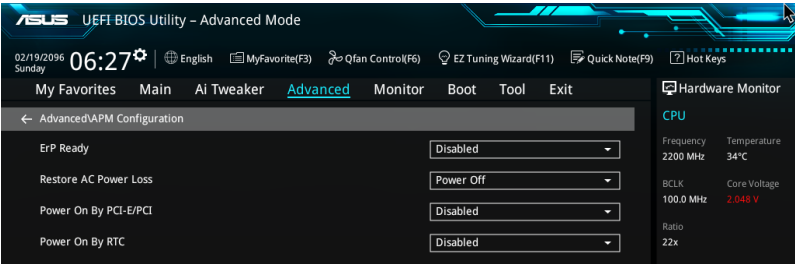 ASUS UEFI BIOS Utility – Advanced Mode
02/19/2096
Sunday
06:27
English
MyFavorite(F3)
Qfan Control(F6)
EZ Tuning Wizard(F11)
Quick Note(F9)
? Hot Keys
My Favorites
Main
Ai Tweaker
Advanced
Monitor
Boot
Tool
Exit
Hardware Monitor
← Advanced\APM Configuration
ErP Ready
Disabled
Restore AC Power Loss
Power Off
Power On By PCI-E/PCI
Disabled
Power On By RTC
Disabled
CPU
Frequency Temperature
2200 MHz 34°C
BCLK Core Voltage
100.0 MHz 2.048 V
Ratio
22x